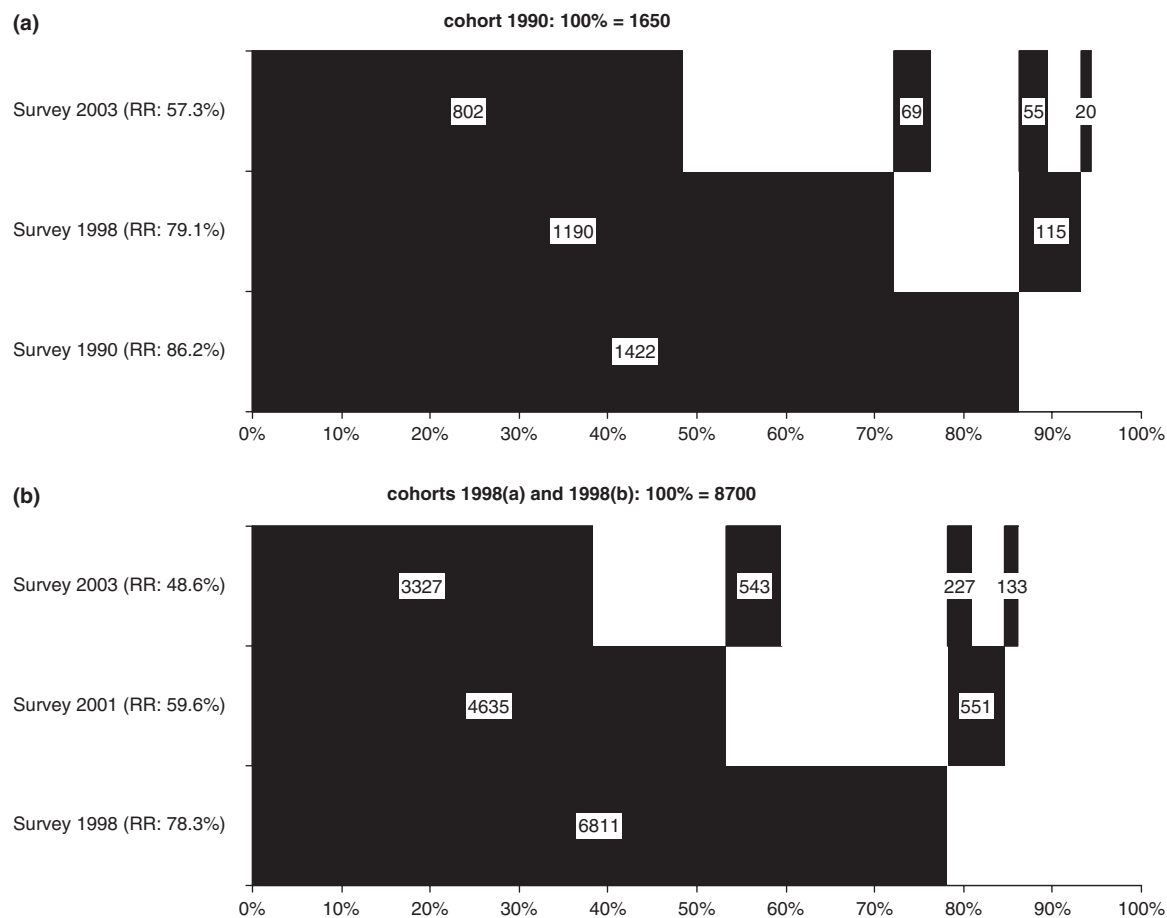 (a)
cohort 1990: 100% = 1650
Survey 2003 (RR: 57.3%)
802
69
55
20
Survey 1998 (RR: 79.1%)
1190
115
Survey 1990 (RR: 86.2%)
1422
0% 10% 20% 30% 40% 50% 60% 70% 80% 90% 100%
(b)
cohorts 1998(a) and 1998(b): 100% = 8700
Survey 2003 (RR: 48.6%)
3327
543
227
133
Survey 2001 (RR: 59.6%)
4635
551
Survey 1998 (RR: 78.3%)
6811
0% 10% 20% 30% 40% 50% 60% 70% 80% 90% 100%